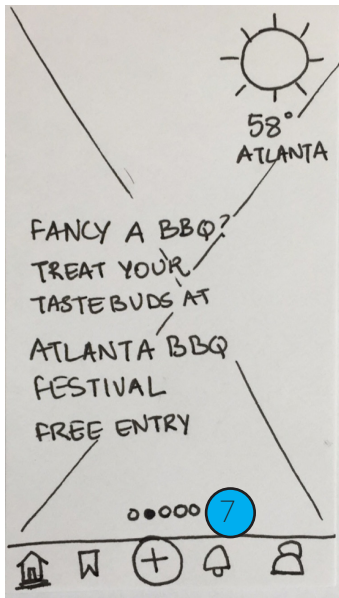 58°
ATLANTA
FANCY A BBQ?
TREAT YOUR
TASTEBUDS AT
ATLANTA BBQ
FESTIVAL
FREE ENTRY
7